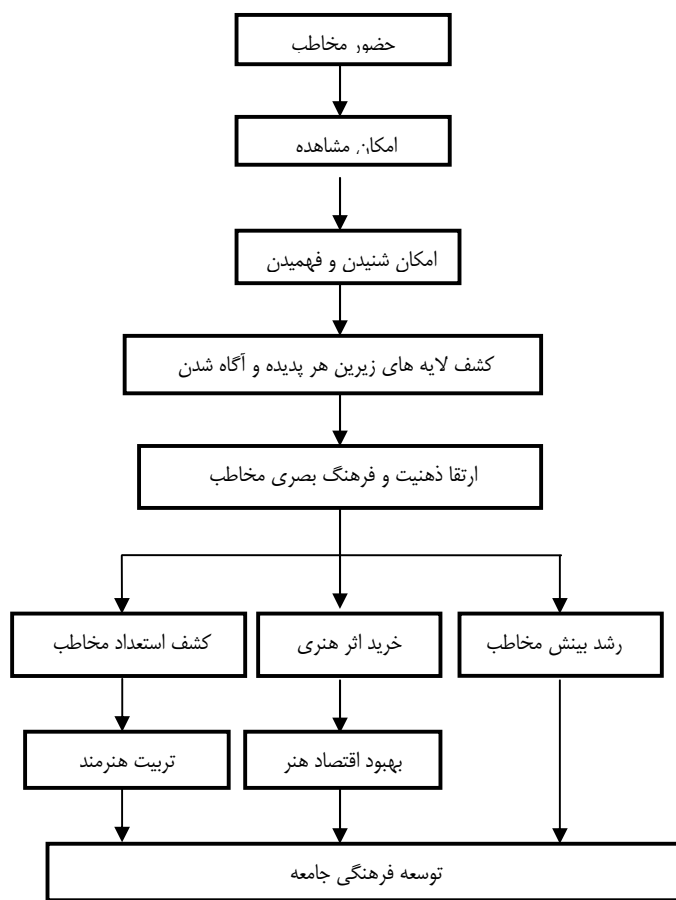 حضور مخاطب
امکان مشاهده
امکان شنیدن و فهمیدن
کشف لایه های زیرین هر پدیده و آگاه شدن
ارتقا ذهنیت و فرهنگ بصری مخاطب
رشد بینش مخاطب
خرید اثر هنری
کشف استعداد مخاطب
بهبود اقتصاد هنر
تربیت هنرمند
توسعه فرهنگی جامعه